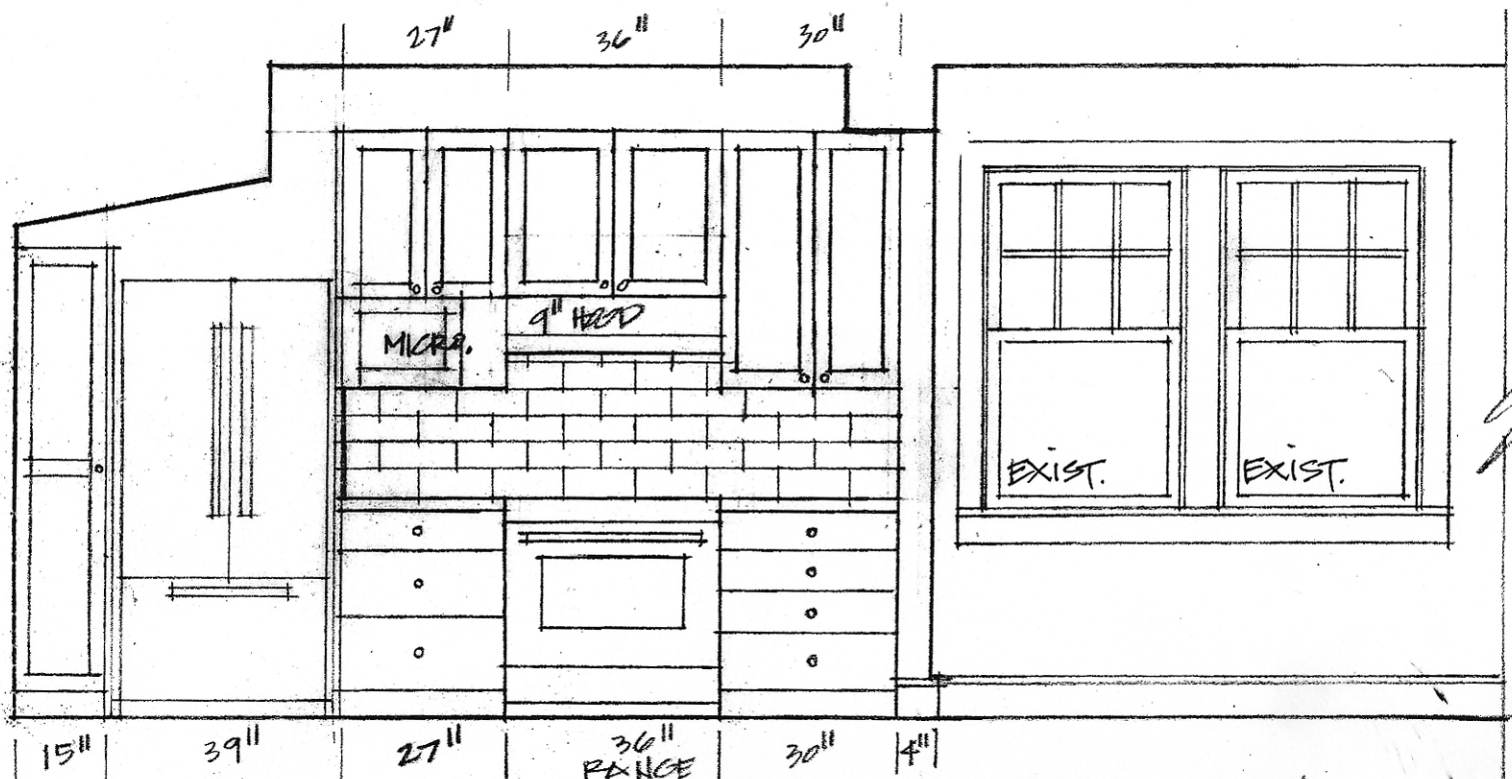 27" 36" 30"
9" HOOD
MICRO.
EXIST. EXIST.
15" 39" 27" 36" 30" 4"
RANGE